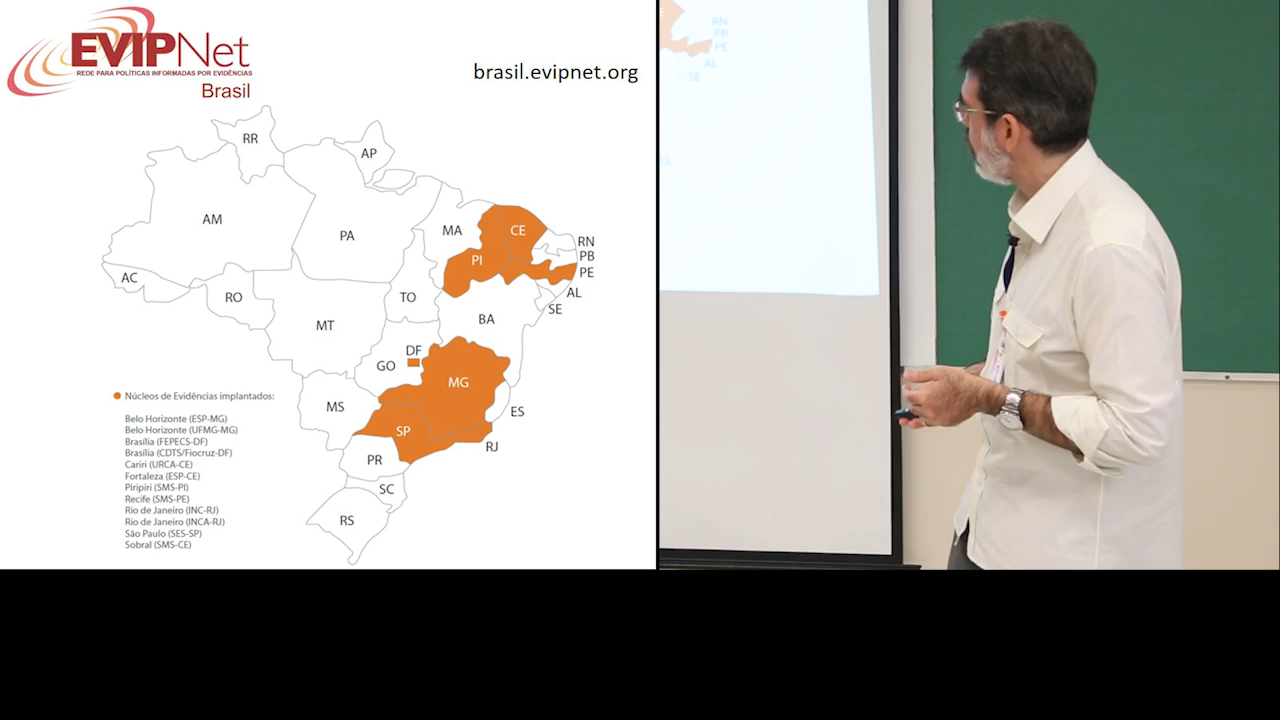 EVIPNet
REDE PARA POLÍTICAS INFORMADAS POR EVIDÊNCIAS
Brasil
brasil.evipnet.org
RR
AP
AM
PA
MA
CE
RN
PB
PE
AL
SE
PI
AC
RO
TO
BA
MT
DF
GO
MG
MS
ES
SP
RJ
PR
SC
RS
Núcleos de Evidências implantados:
Belo Horizonte (ESP-MG)
Belo Horizonte (UFMG-MG)
Brasília (FEPECS-DF)
Brasília (CDTS/Fiocruz-DF)
Cariri (URCA-CE)
Fortaleza (ESP-CE)
Piripiri (SMS-PI)
Recife (SMS-PE)
Rio de Janeiro (INC-RJ)
Rio de Janeiro (INCA-RJ)
São Paulo (SES-SP)
Sobral (SMS-CE)
RN
PB
PE
AL
SE